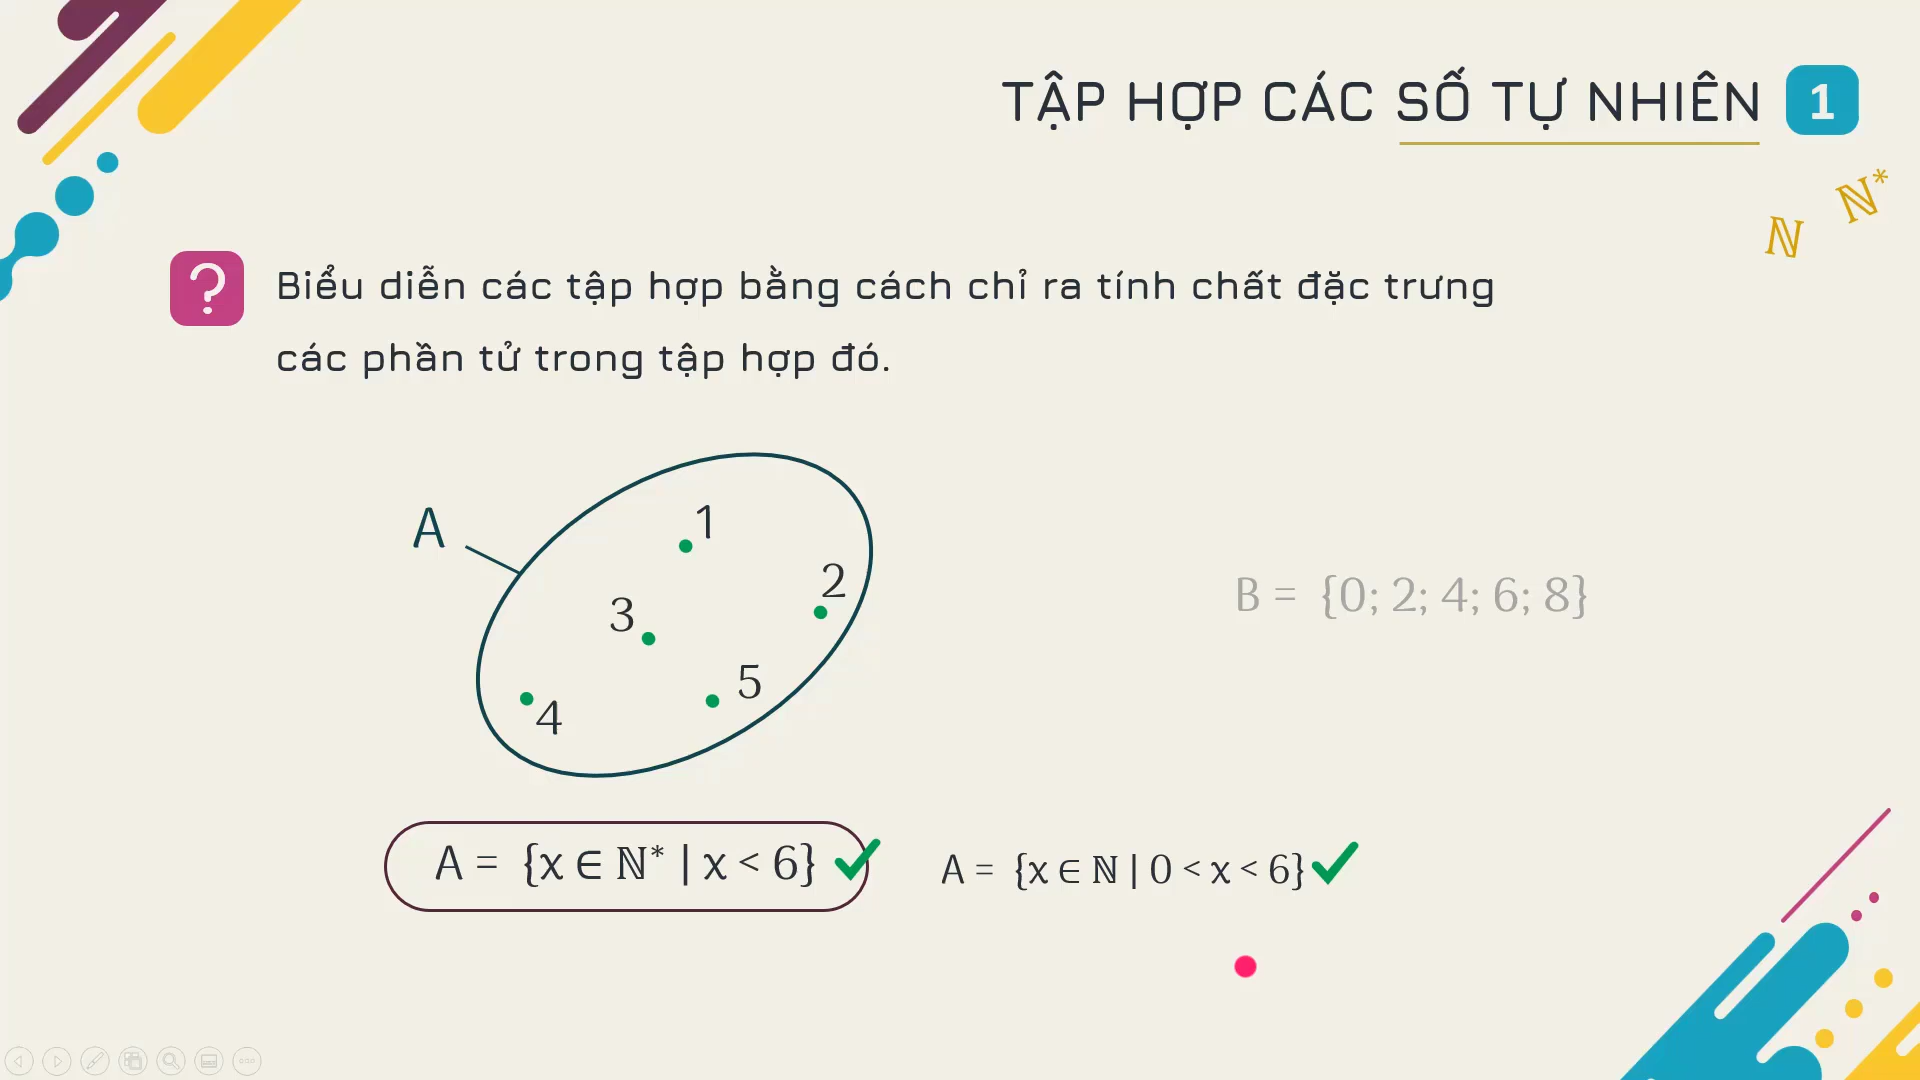 TẬP HỢP CÁC SỐ TỰ NHIÊN 1
ℕ ℕ*
? Biểu diễn các tập hợp bằng cách chỉ ra tính chất đặc trưng
các phần tử trong tập hợp đó.
A
1
2
3
5
4
B = {0; 2; 4; 6; 8}
A = {x ∈ ℕ* | x < 6}
A = {x ∈ ℕ | 0 < x < 6}